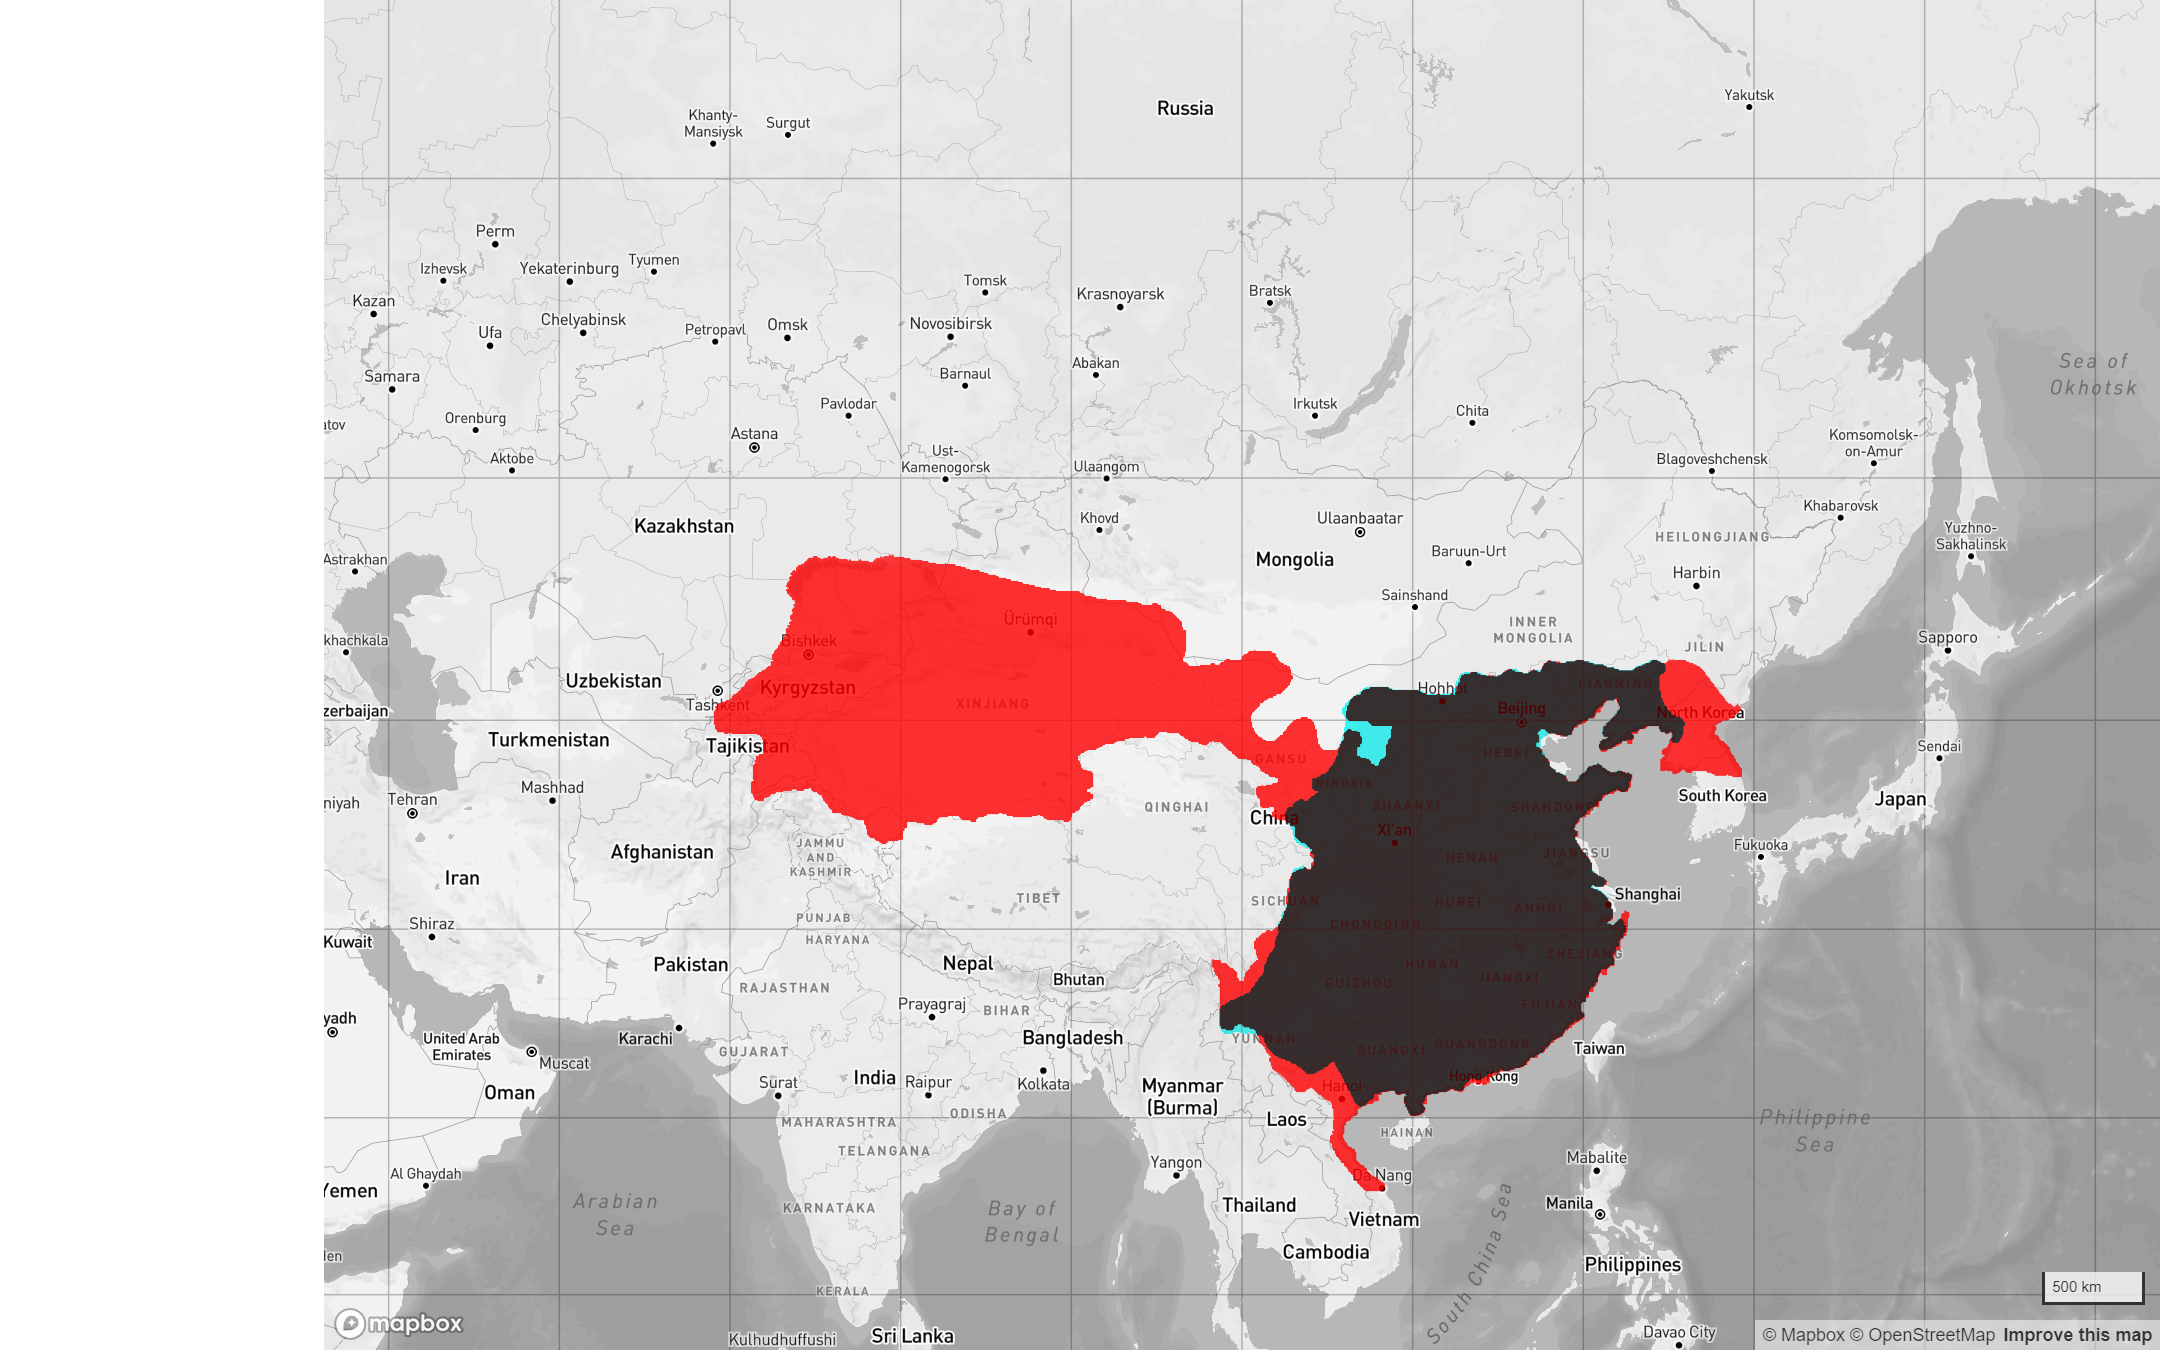 Russia
Yakutsk
Khanty-
Mansiysk
Surgut
Perm
Izhevsk
Yekaterinburg
Tyumen
Kazan
Chelyabinsk
Ufa
Petropavl
Omsk
Tomsk
Novosibirsk
Krasnoyarsk
Bratsk
Samara
Barnaul
Abakan
Sea of
Okhotsk
Orenburg
Pavlodar
Irkutsk
Chita
atov
Astana
Aktobe
Ust-
Kamenogorsk
Ulaangom
Blagoveshchensk
Komsomolsk-
on-Amur
Khabarovsk
Kazakhstan
Khovd
Ulaanbaatar
Mongolia
Baruun-Urt
HEILONGJIANG
Yuzhno-
Sakhalinsk
Astrakhan
Harbin
Sainshand
INNER
MONGOLIA
JILIN
Sapporo
khachkala
Bishkek
Ürümqi
Uzbekistan
Kyrgyzstan
Tashkent
XINJIANG
Hohhot
LIAONING
zerbaijan
Beijing
North Korea
Turkmenistan
Tajikistan
GANSU
HEBEI
Sendai
Mashhad
NINGXIA
niyah
Tehran
QINGHAI
SHAANXI
SHANDONG
South Korea
Japan
China
Xi'an
Afghanistan
JAMMU
AND
KASHMIR
HENAN
JIANGSU
Fukuoka
Iran
TIBET
SICHUAN
HUBEI
ANHUI
Shanghai
Shiraz
PUNJAB
CHONGQING
Kuwait
HARYANA
ZHEJIANG
Pakistan
Nepal
HUNAN
JIANGXI
Bhutan
GUIZHOU
RAJASTHAN
Prayagraj
BIHAR
FUJIAN
yadh
Karachi
United Arab
Emirates
Bangladesh
YUNNAN
GUANGXI
GUANGDONG
Taiwan
Muscat
GUJARAT
Oman
Surat
India
Raipur
Kolkata
Myanmar
(Burma)
Hanoi
Hong Kong
MAHARASHTRA
ODISHA
Laos
HAINAN
Philippine
Sea
TELANGANA
Yangon
Da Nang
Mabalite
Al Ghaydah
Yemen
Arabian
Sea
KARNATAKA
Bay of
Bengal
Thailand
Vietnam
South China Sea
Manila
den
Cambodia
Philippines
KERALA
500 km
mapbox
Kulhudhuffushi
Sri Lanka
Davao City
© Mapbox © OpenStreetMap Improve this map